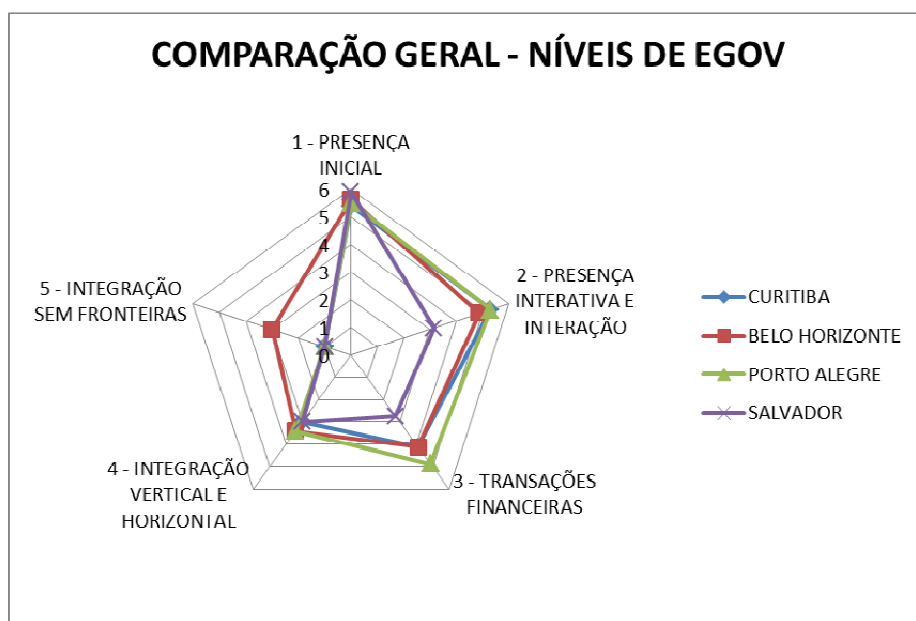 COMPARAÇÃO GERAL - NÍVEIS DE EGOV
1 - PRESENÇA
INICIAL
6
5
4
3
2
1
0
2 - PRESENÇA
INTERATIVA E
INTERAÇÃO
3 - TRANSAÇÕES
FINANCEIRAS
4 - INTEGRAÇÃO
VERTICAL E
HORIZONTAL
5 - INTEGRAÇÃO
SEM FRONTEIRAS
CURITIBA
BELO HORIZONTE
PORTO ALEGRE
SALVADOR